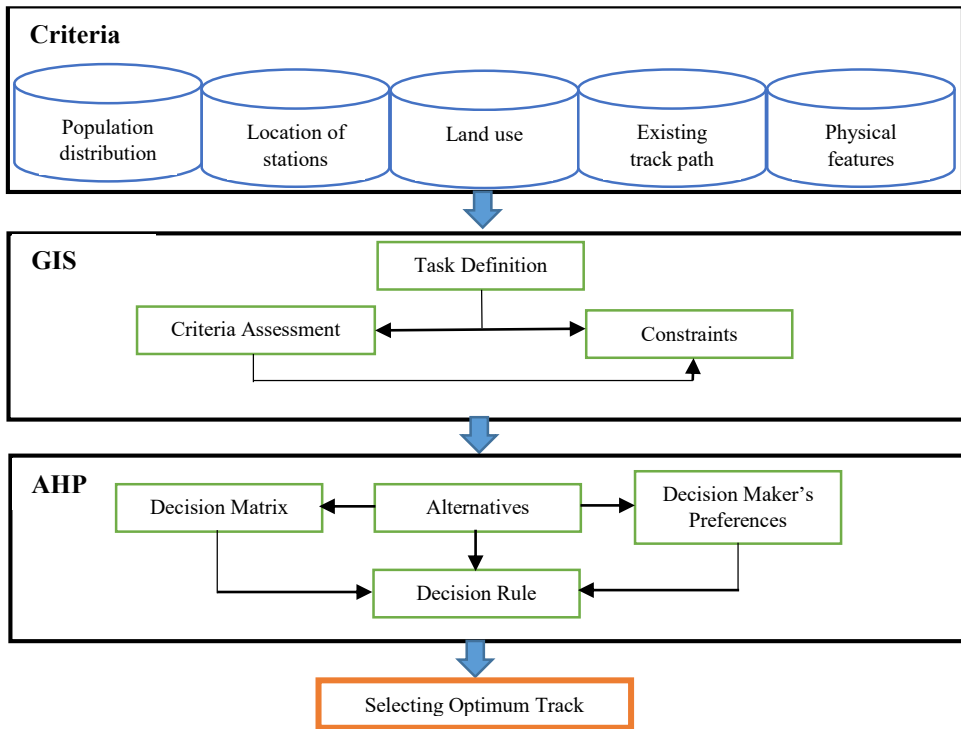 Criteria
Population
distribution
Location of
stations
Land use
Existing
track path
Physical
features
GIS
Task Definition
Criteria Assessment
Constraints
AHP
Decision Matrix
Alternatives
Decision Maker’s
Preferences
Decision Rule
Selecting Optimum Track